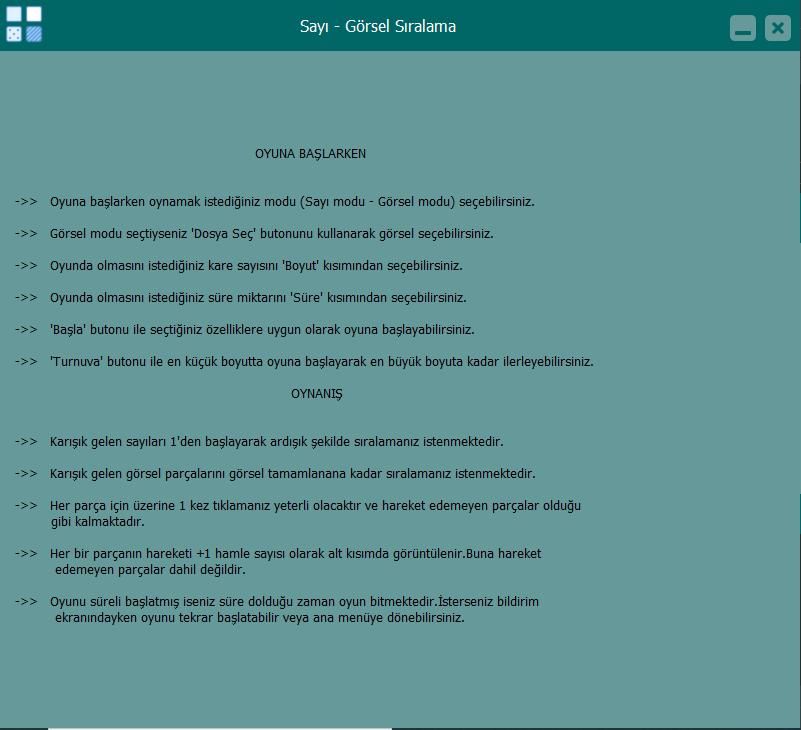 Sayı - Görsel Sıralama
OYUNA BAŞLARKEN
->> Oyuna başlarken oynamak istediğiniz modu (Sayı modu - Görsel modu) seçebilirsiniz.
->> Görsel modu seçtiyseniz 'Dosya Seç' butonunu kullanarak görsel seçebilirsiniz.
->> Oyunda olmasını istediğiniz kare sayısını 'Boyut' kısımından seçebilirsiniz.
->> Oyunda olmasını istediğiniz süre miktarını 'Süre' kısımından seçebilirsiniz.
->> 'Başla' butonu ile seçtiğiniz özelliklere uygun olarak oyuna başlayabilirsiniz.
->> 'Turnuva' butonu ile en küçük boyutta oyuna başlayarak en büyük boyuta kadar ilerleyebilirsiniz.
OYNANIŞ
->> Karışık gelen sayıları 1'den başlayarak ardışık şekilde sıralamanız istenmektedir.
->> Karışık gelen görsel parçalarını görsel tamamlanana kadar sıralamanız istenmektedir.
->> Her parça için üzerine 1 kez tıklamanız yeterli olacaktır ve hareket edemeyen parçalar olduğu
gibi kalmaktadır.
->> Her bir parçanın hareketi +1 hamle sayısı olarak alt kısımda görüntülenir.Buna hareket
edemeyen parçalar dahil değildir.
->> Oyunu süreli başlatmış iseniz süre dolduğu zaman oyun bitmektedir.İsterseniz bildirim
ekranındayken oyunu tekrar başlatabilir veya ana menüye dönebilirsiniz.